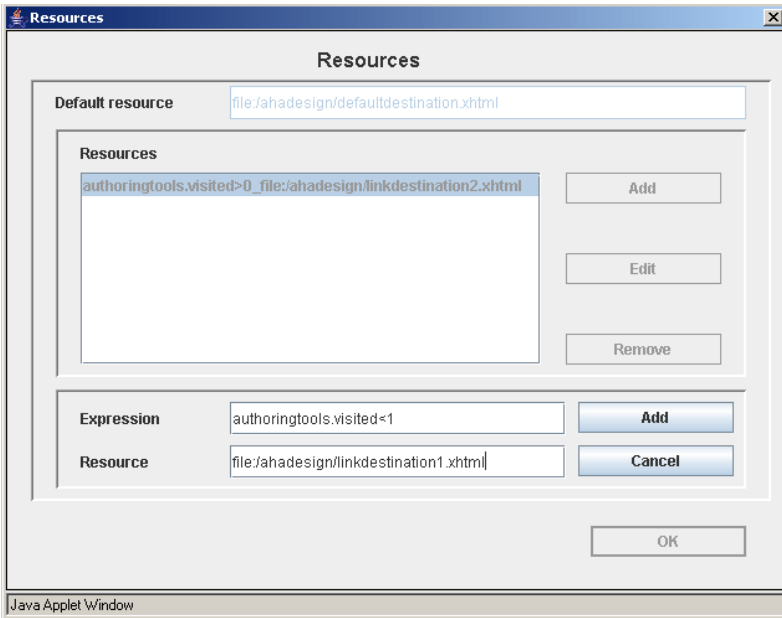 Resources
Resources
Default resource file:/ahadesign/defaultdestination.xhtml
Resources
authoringtools.visited>0_file:/ahadesign/linkdestination2.xhtml
Add
Edit
Remove
Expression authoringtools.visited<1 Add
Resource file:/ahadesign/linkdestination1.xhtml Cancel
OK
Java Applet Window